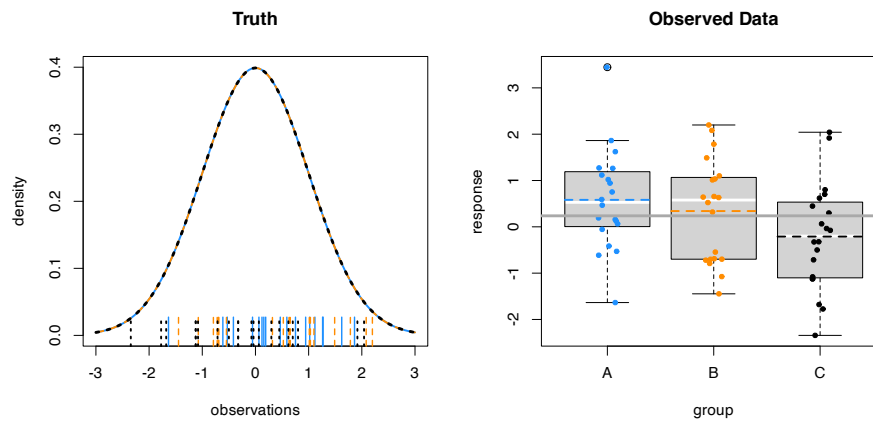 Truth
density
0.0
0.1
0.2
0.3
0.4
-3 -2 -1 0 1 2 3
observations
Observed Data
response
-2
-1
0
1
2
3
A B C
group